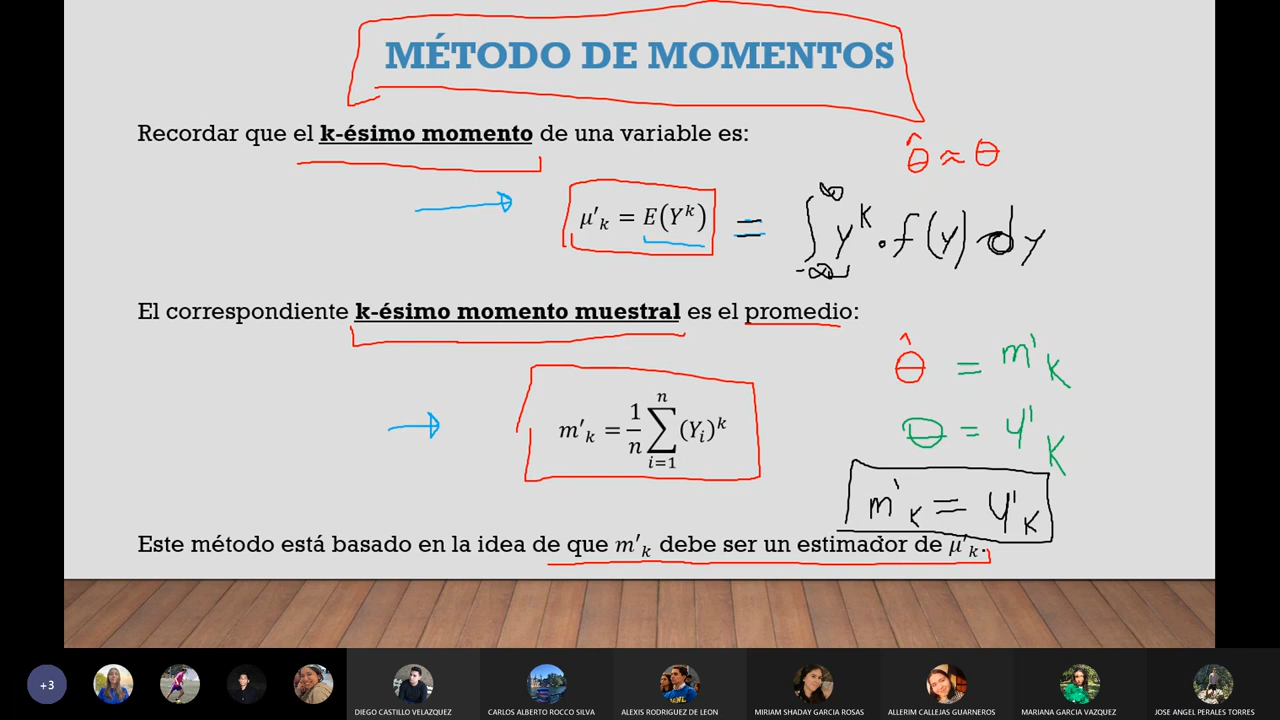 MÉTODO DE MOMENTOS
Recordar que el k-ésimo momento de una variable es:
θ̂ ≈ θ
μ'ₖ = E(Yᵏ) = ∫_{-∞}^{∞} yᵏ · f(y) dy
El correspondiente k-ésimo momento muestral es el promedio:
θ̂ = m'ₖ
m'ₖ = 1/n ∑_{i=1}^{n} (Yᵢ)ᵏ
θ = μ'ₖ
m'ₖ = μ'ₖ
Este método está basado en la idea de que m'ₖ debe ser un estimador de μ'ₖ.
+3
DIEGO CASTILLO VELAZQUEZ
CARLOS ALBERTO ROCCO SILVA
ALEXIS RODRIGUEZ DE LEON
MIRIAM SHADAY GARCIA ROSAS
ALLERIM CALLEJAS GUARNEROS
MARIANA GARCIA VAZQUEZ
JOSE ANGEL PERALES TORRES